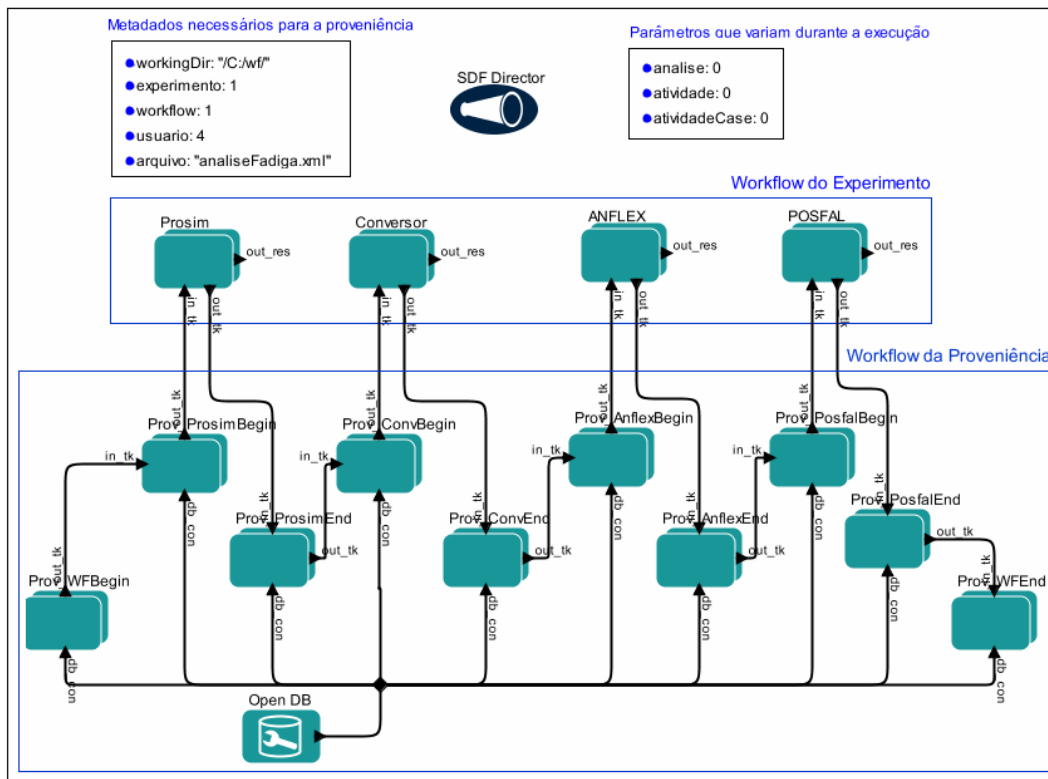 Metadados necessários para a proveniência
workingDir: "/C:/wf/"
experimento: 1
workflow: 1
usuario: 4
arquivo: "analiseFadiga.xml"
SDF Director
Parâmetros que variam durante a execução
analise: 0
atividade: 0
atividadeCase: 0
Workflow do Experimento
Prosim
out_res
in_tk
out_tk
Conversor
out_res
in_tk
out_tk
ANFLEX
out_res
in_tk
out_tk
POSFAL
out_res
in_tk
out_tk
Workflow da Proveniência
out_tk
Prov_ProsimBegin
in_tk
db_con
out_tk
Prov_ConvBegin
in_tk
db_con
out_tk
Prov_AnflexBegin
in_tk
db_con
out_tk
Prov_PosfalBegin
in_tk
db_con
in_tk
Prov_ProsimEnd
out_tk
db_con
in_tk
Prov_ConvEnd
out_tk
db_con
in_tk
Prov_AnflexEnd
out_tk
db_con
in_tk
Prov_PosfalEnd
out_tk
db_con
out_tk
Prov_WFBegin
db_con
in_tk
Prov_WFEnd
db_con
Open DB